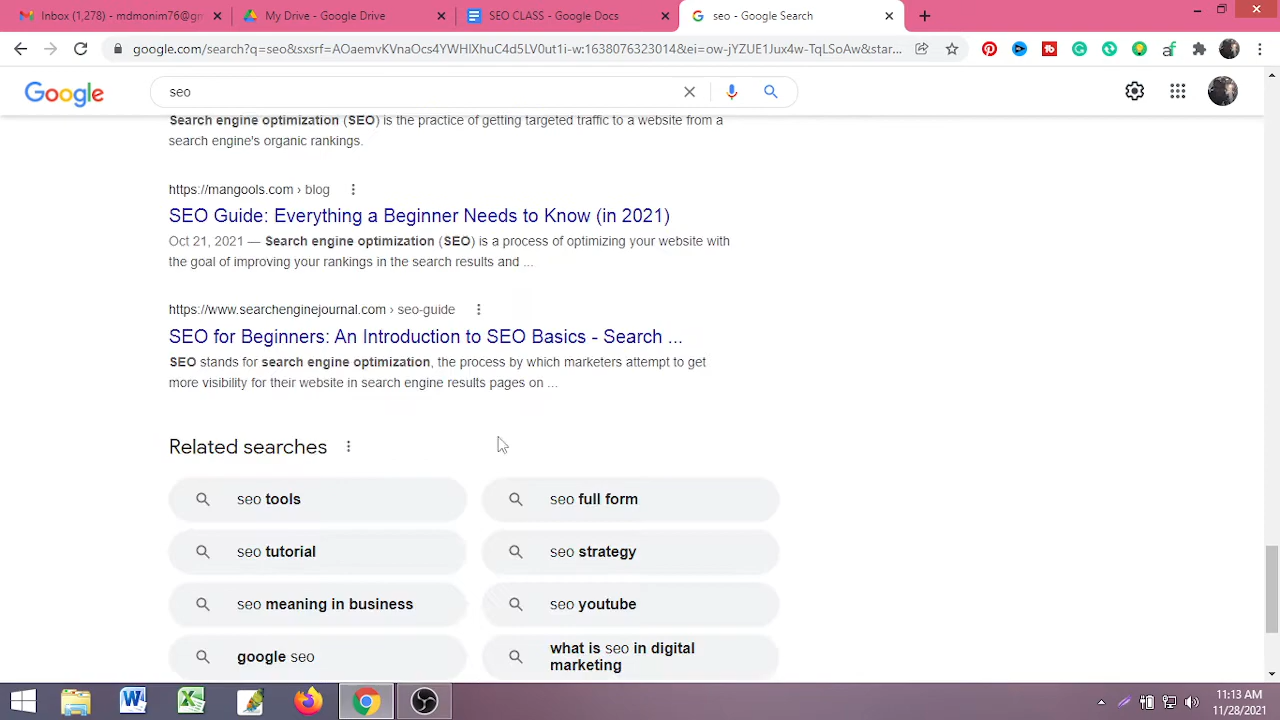 Inbox (1,278) - mdmonim76@gm
My Drive - Google Drive
SEO CLASS - Google Docs
seo - Google Search
google.com/search?q=seo&sxsrf=AOaemvKVnaOcs4YWHlXhuC4d5LV0ut1i-w:1638076323014&ei=ow-jYZUE1Jux4w-TqLSoAw&star...
Google
seo
Search engine optimization (SEO) is the practice of getting targeted traffic to a website from a
search engine's organic rankings.
https://mangools.com › blog
SEO Guide: Everything a Beginner Needs to Know (in 2021)
Oct 21, 2021 — Search engine optimization (SEO) is a process of optimizing your website with
the goal of improving your rankings in the search results and ...
https://www.searchenginejournal.com › seo-guide
SEO for Beginners: An Introduction to SEO Basics - Search ...
SEO stands for search engine optimization, the process by which marketers attempt to get
more visibility for their website in search engine results pages on ...
Related searches
seo tools
seo full form
seo tutorial
seo strategy
seo meaning in business
seo youtube
google seo
what is seo in digital
marketing
11:13 AM
11/28/2021